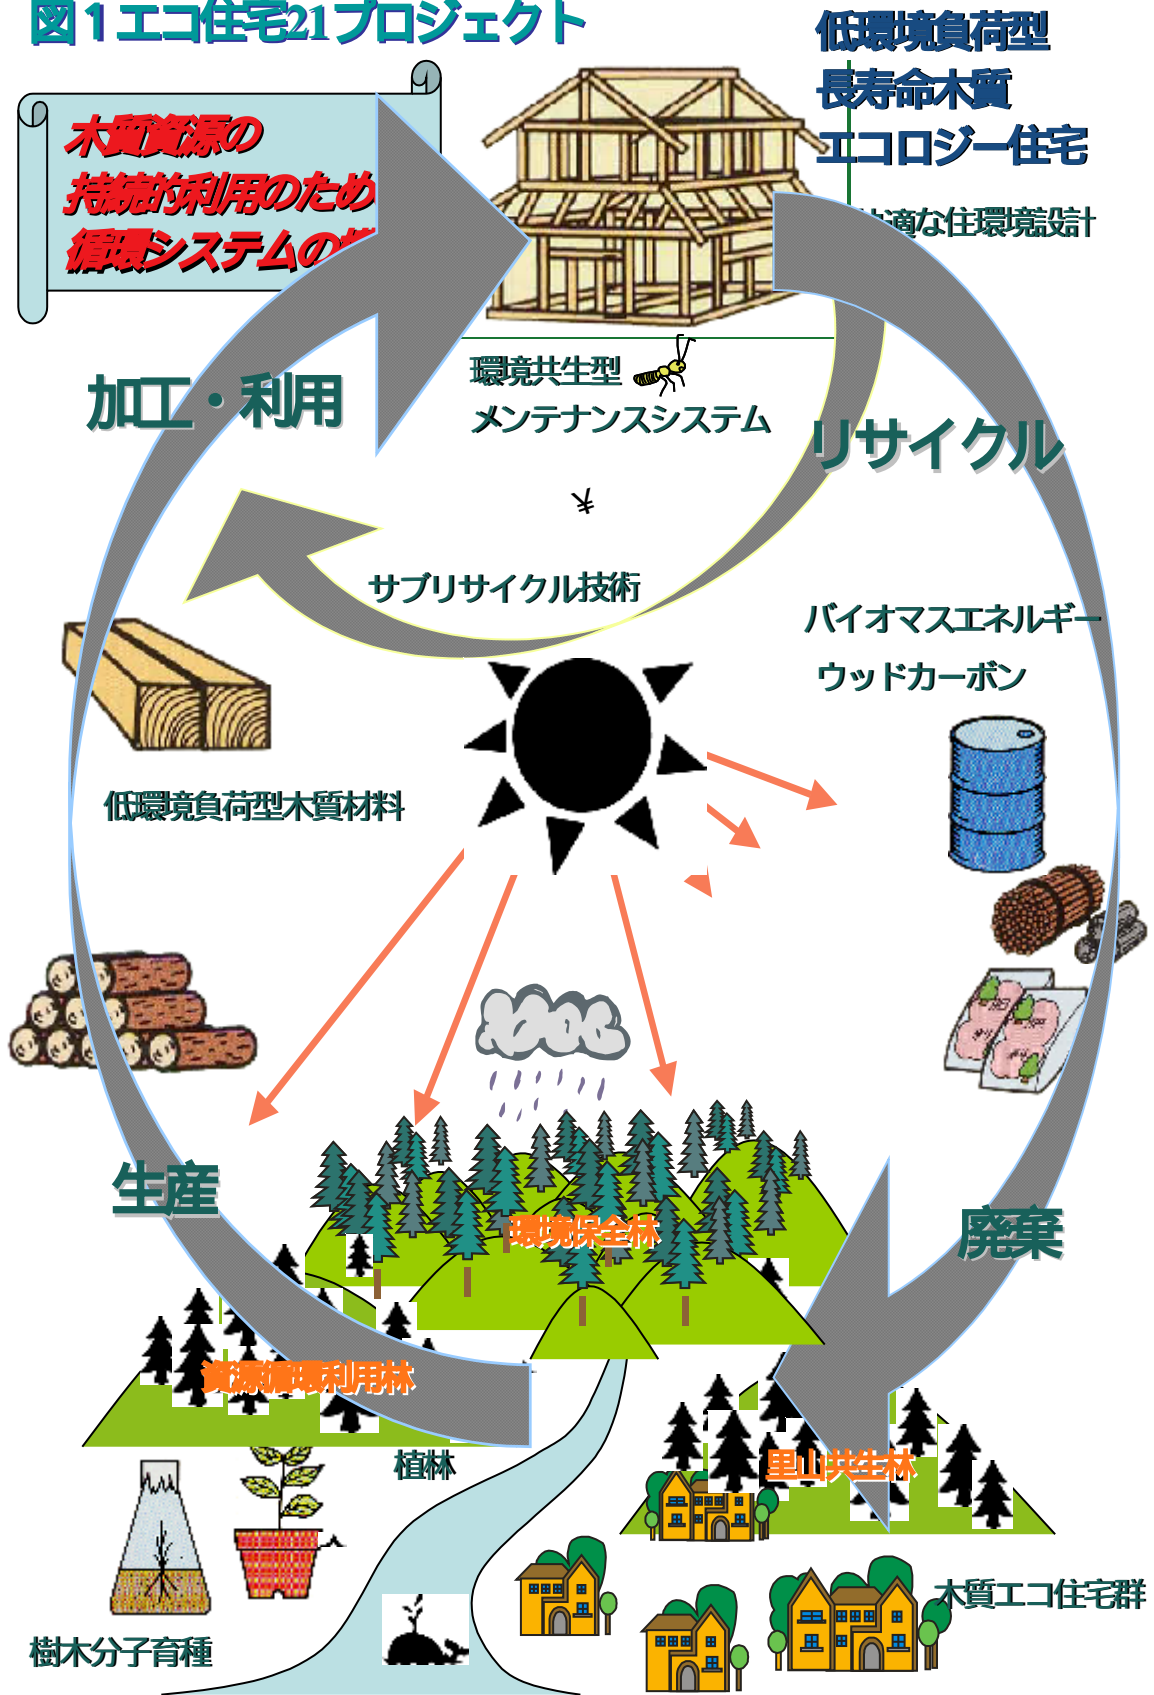 図1エコ住宅21プロジェクト
低環境負荷型
長寿命木質
エコロジー住宅
木質資源の
持続的利用のため
循環システムの
適な住環境設計
環境共生型
メンテナンスシステム
加工・利用
リサイクル
¥
サブリサイクル技術
バイオマスエネルギー
ウッドカーボン
低環境負荷型木質材料
生産
環境保全林
廃棄
資源循環利用林
植林
里山共生林
木質エコ住宅群
樹木分子育種